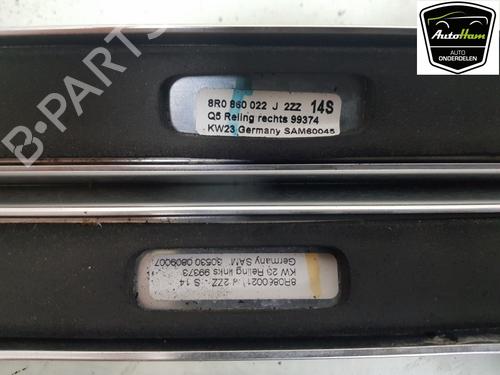 AutoHam
AUTO
ONDERDELEN
B-PARTS
8R0 860 022 J 2ZZ 14S
Q5 Reling rechts 99374
KW23 Germany SAM60045
8R0860021
2ZZ
S 14
KW 23 Reling links 99373
Germany SAM 30530 0809007